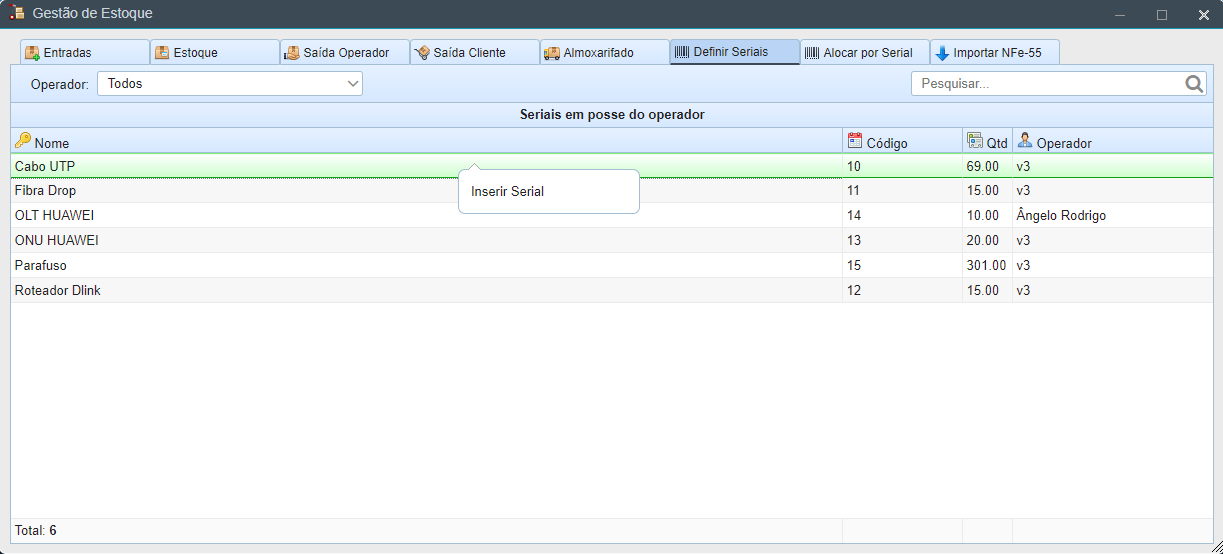 Gestão de Estoque
Entradas Estoque Saída Operador Saída Cliente Almoxarifado Definir Seriais Alocar por Serial Importar NFe-55
Operador: Todos Pesquisar...
Seriais em posse do operador
Nome Código Qtd Operador
Cabo UTP 10 69.00 v3
Inserir Serial
Fibra Drop 11 15.00 v3
OLT HUAWEI 14 10.00 Ângelo Rodrigo
ONU HUAWEI 13 20.00 v3
Parafuso 15 301.00 v3
Roteador Dlink 12 15.00 v3
Total: 6